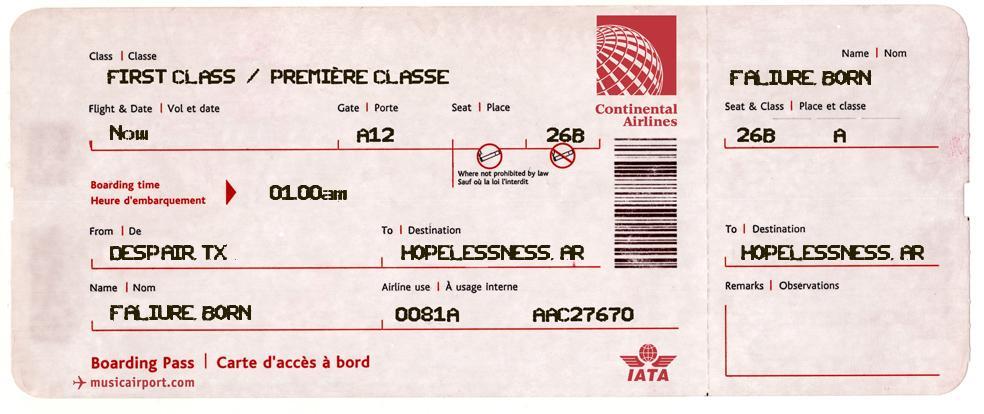 Class | Classe
FIRST CLASS / PREMIÈRE CLASSE
Flight & Date | Vol et date
Gate | Porte
Seat | Place
Now
A12
26B
Where not prohibited by law
Sauf où la loi l'interdit
Boarding time
Heure d'embarquement
01.00am
From | De
To | Destination
DESPAIR, TX
HOPELESSNESS, AR
Name | Nom
Airline use | À usage interne
FALIURE, BORN
0081A
AAC27670
Boarding Pass | Carte d'accès à bord
musicairport.com
Continental
Airlines
IATA
Name | Nom
FALIURE, BORN
Seat & Class | Place et classe
26B
A
To | Destination
HOPELESSNESS, AR
Remarks | Observations